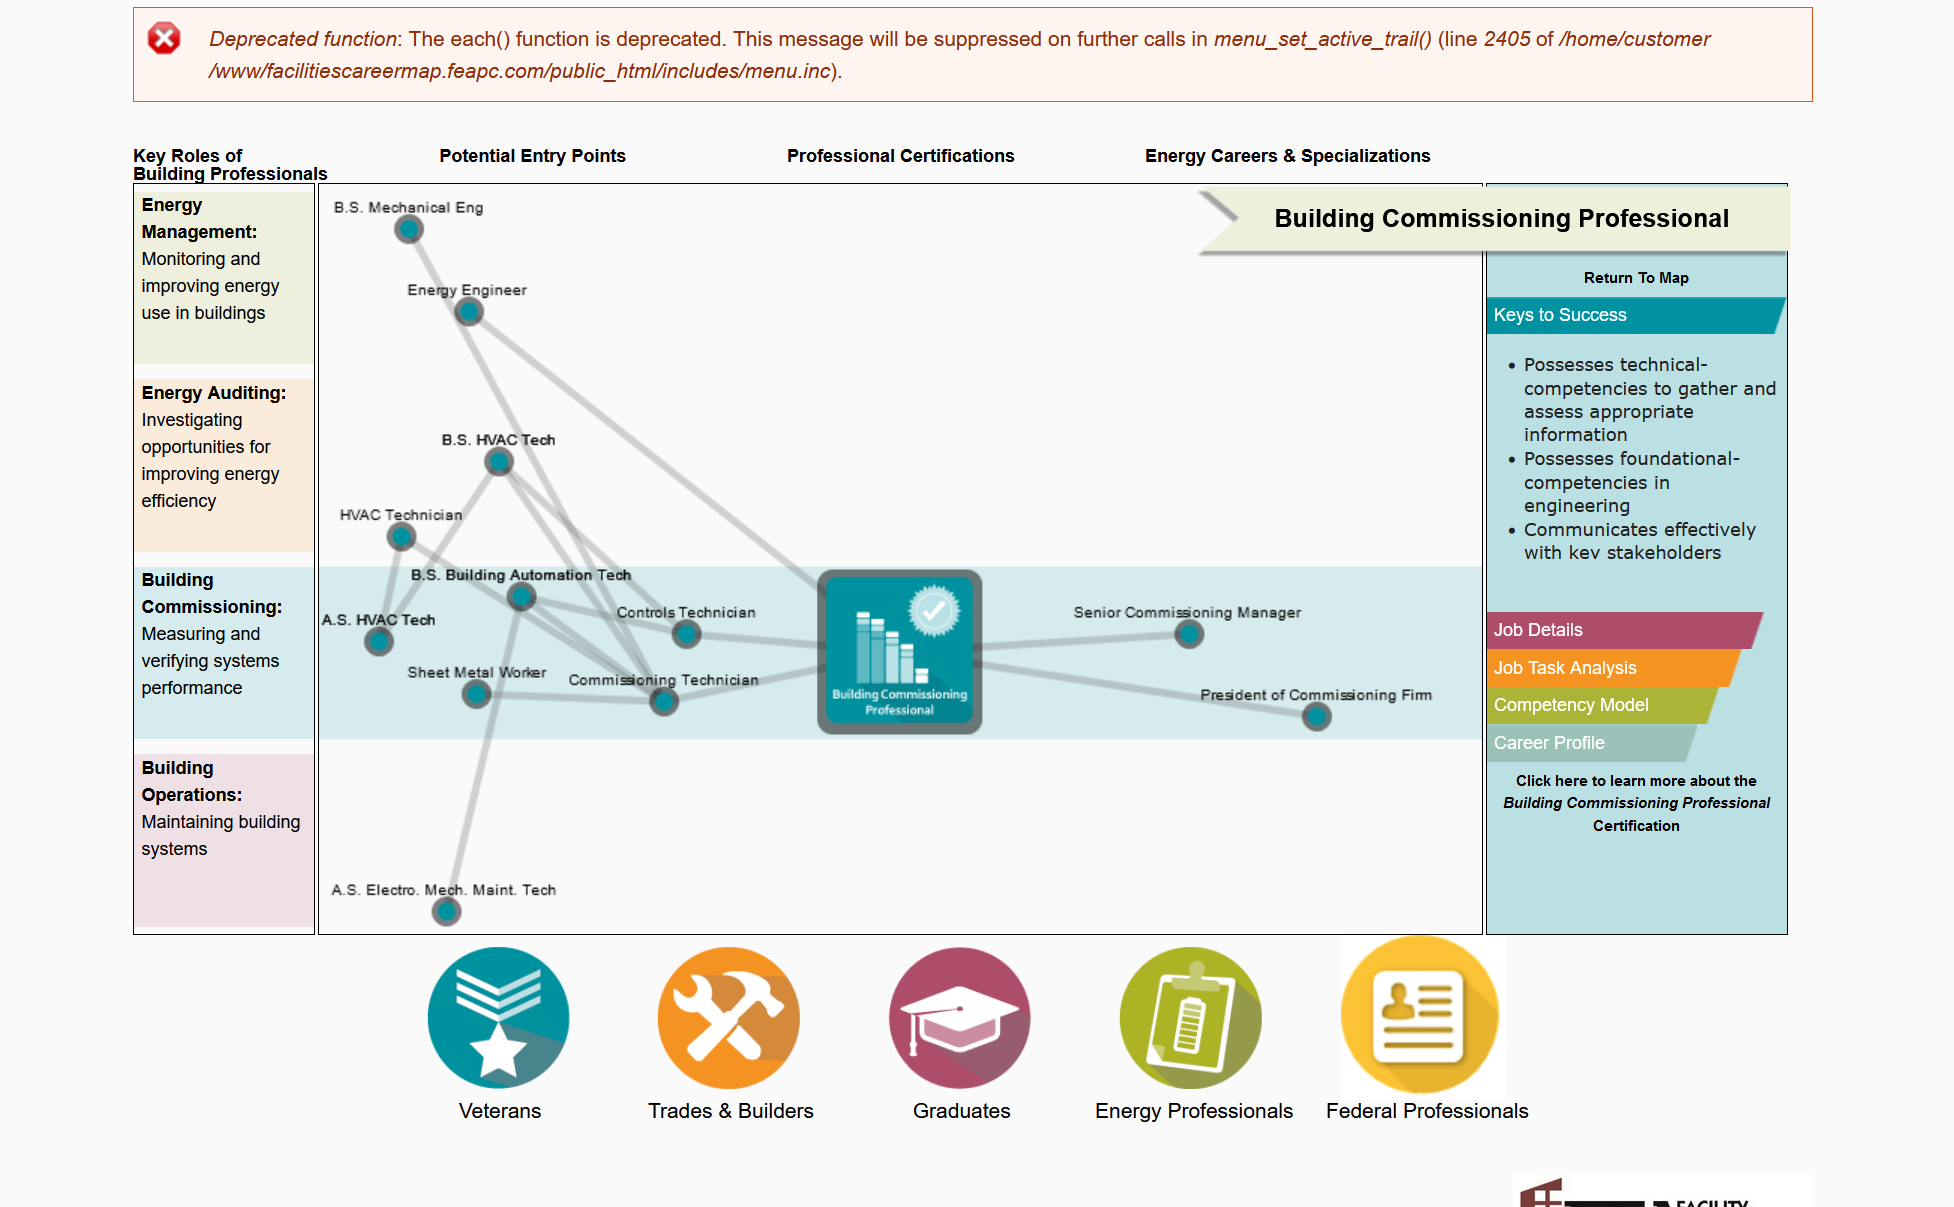 Deprecated function: The each() function is deprecated. This message will be suppressed on further calls in menu_set_active_trail() (line 2405 of /home/customer
/www/facilitiescareermap.feapc.com/public_html/includes/menu.inc).
Key Roles of
Building Professionals
Potential Entry Points
Professional Certifications
Energy Careers & Specializations
Energy
Management:
Monitoring and
improving energy
use in buildings
Energy Auditing:
Investigating
opportunities for
improving energy
efficiency
Building
Commissioning:
Measuring and
verifying systems
performance
Building
Operations:
Maintaining building
systems
B.S. Mechanical Eng
Energy Engineer
B.S. HVAC Tech
HVAC Technician
B.S. Building Automation Tech
A.S. HVAC Tech
Controls Technician
Sheet Metal Worker
Commissioning Technician
A.S. Electro. Mech. Maint. Tech
Building Commissioning
Professional
Senior Commissioning Manager
President of Commissioning Firm
Building Commissioning Professional
Return To Map
Keys to Success
• Possesses technical-
competencies to gather and
assess appropriate
information
• Possesses foundational-
competencies in
engineering
• Communicates effectively
with key stakeholders
Job Details
Job Task Analysis
Competency Model
Career Profile
Click here to learn more about the
Building Commissioning Professional
Certification
Veterans
Trades & Builders
Graduates
Energy Professionals
Federal Professionals
FACILITY